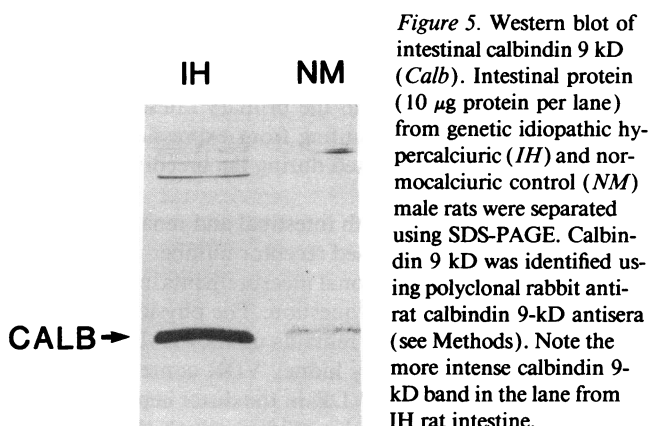 IH NM
CALB
Figure 5. Western blot of
intestinal calbindin 9 kD
(Calb). Intestinal protein
(10 μg protein per lane)
from genetic idiopathic hy-
percalciuric (IH) and nor-
mocalciuric control (NM)
male rats were separated
using SDS-PAGE. Calbin-
din 9 kD was identified us-
ing polyclonal rabbit anti-
rat calbindin 9-kD antisera
(see Methods). Note the
more intense calbindin 9-
kD band in the lane from
IH rat intestine.